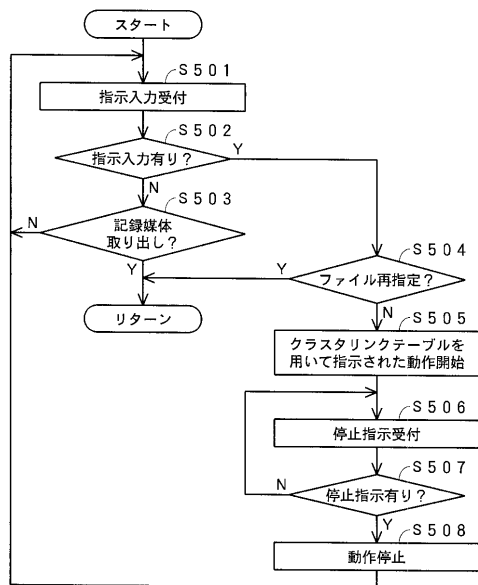 スタート
S501
指示入力受付
S502
指示入力有り？
Y
N
S503
記録媒体
取り出し？
N
Y
S504
ファイル再指定？
Y
N
リターン
S505
クラスタリンクテーブルを
用いて指示された動作開始
S506
停止指示受付
S507
停止指示有り？
N
Y
S508
動作停止